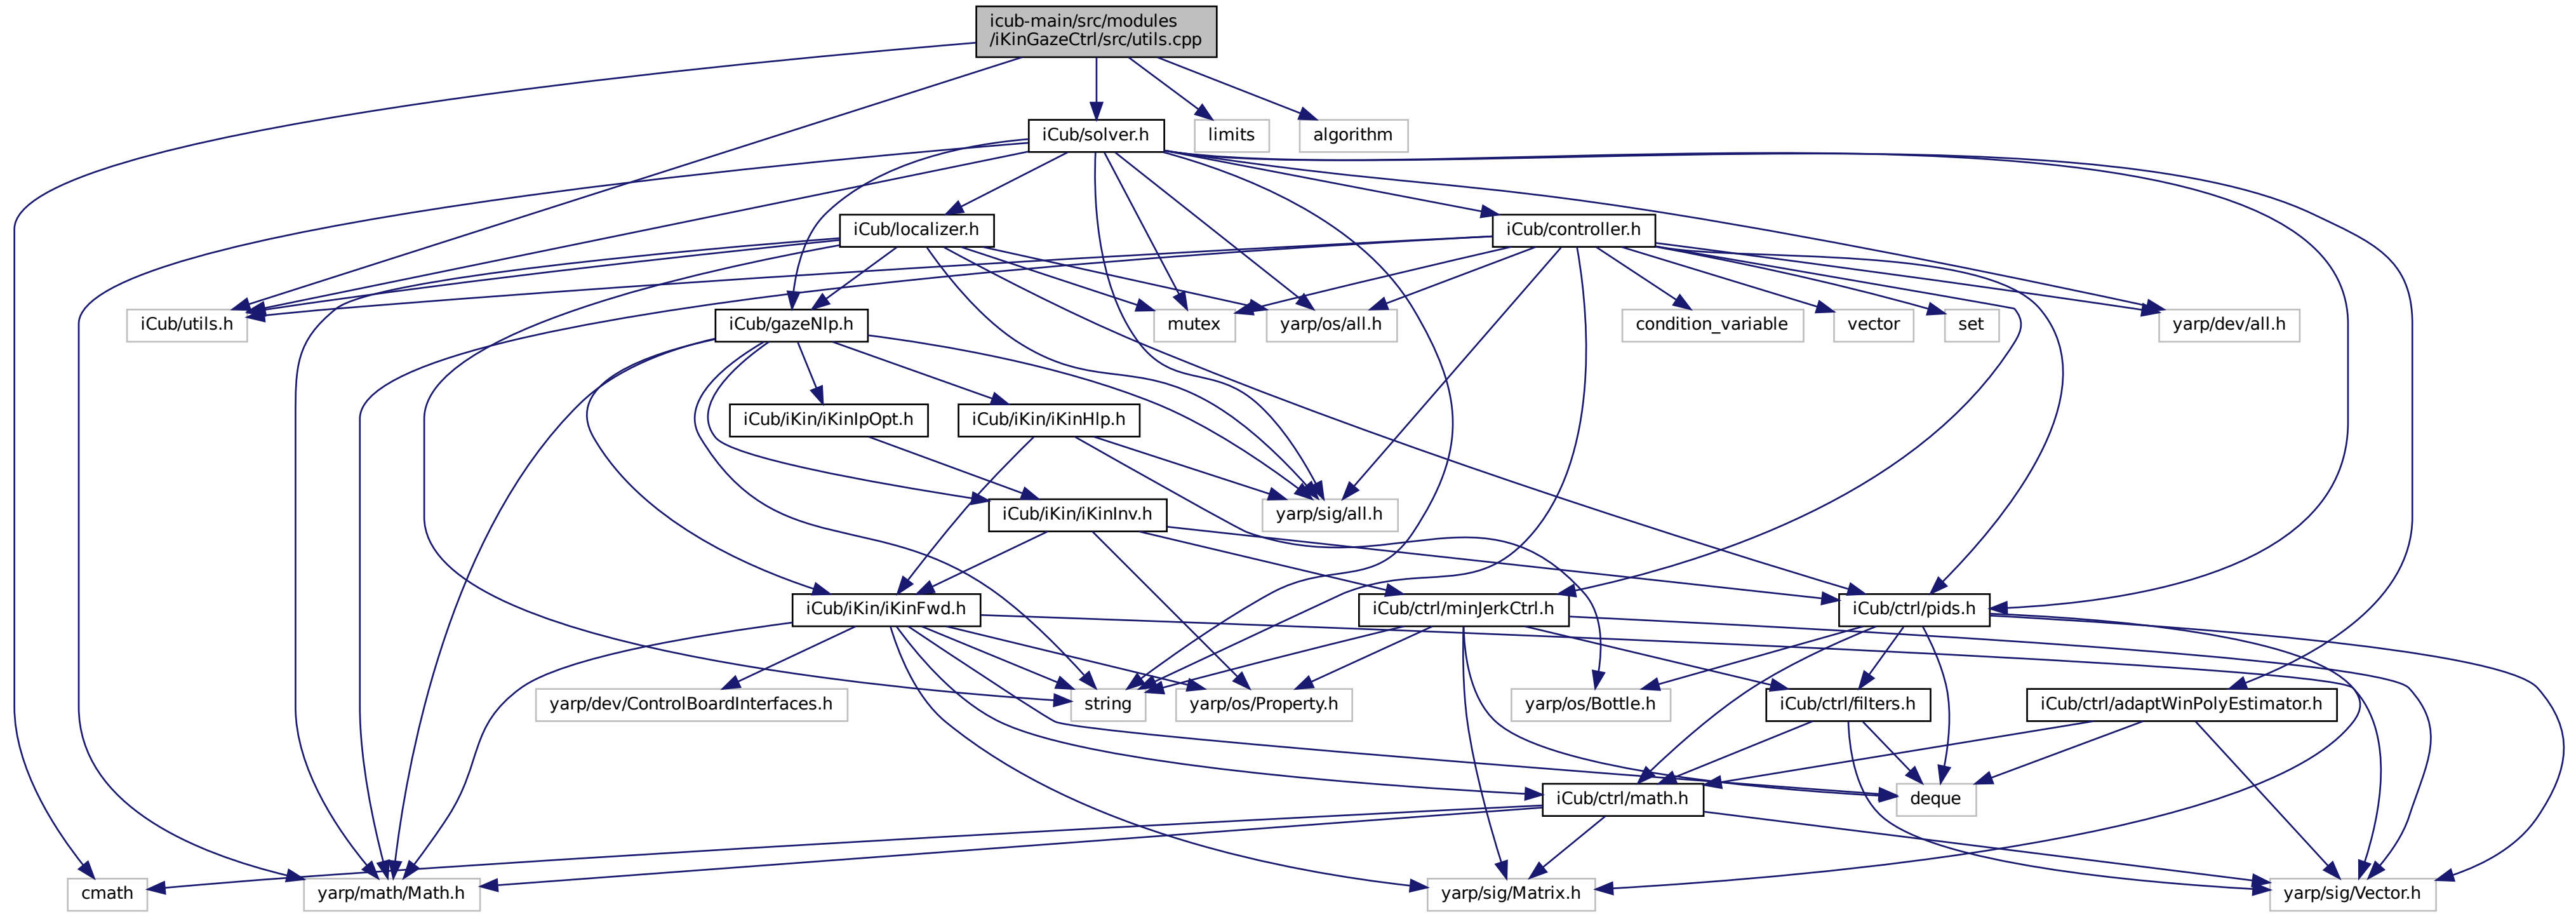 icub-main/src/modules
/iKinGazeCtrl/src/utils.cpp
iCub/solver.h
limits
algorithm
iCub/localizer.h
iCub/controller.h
iCub/utils.h
iCub/gazeNlp.h
mutex
yarp/os/all.h
condition_variable
vector
set
yarp/dev/all.h
iCub/iKin/iKinIpOpt.h
iCub/iKin/iKinHlp.h
iCub/iKin/iKinInv.h
yarp/sig/all.h
iCub/iKin/iKinFwd.h
iCub/ctrl/minJerkCtrl.h
iCub/ctrl/pids.h
yarp/dev/ControlBoardInterfaces.h
string
yarp/os/Property.h
yarp/os/Bottle.h
iCub/ctrl/filters.h
iCub/ctrl/adaptWinPolyEstimator.h
iCub/ctrl/math.h
deque
cmath
yarp/math/Math.h
yarp/sig/Matrix.h
yarp/sig/Vector.h